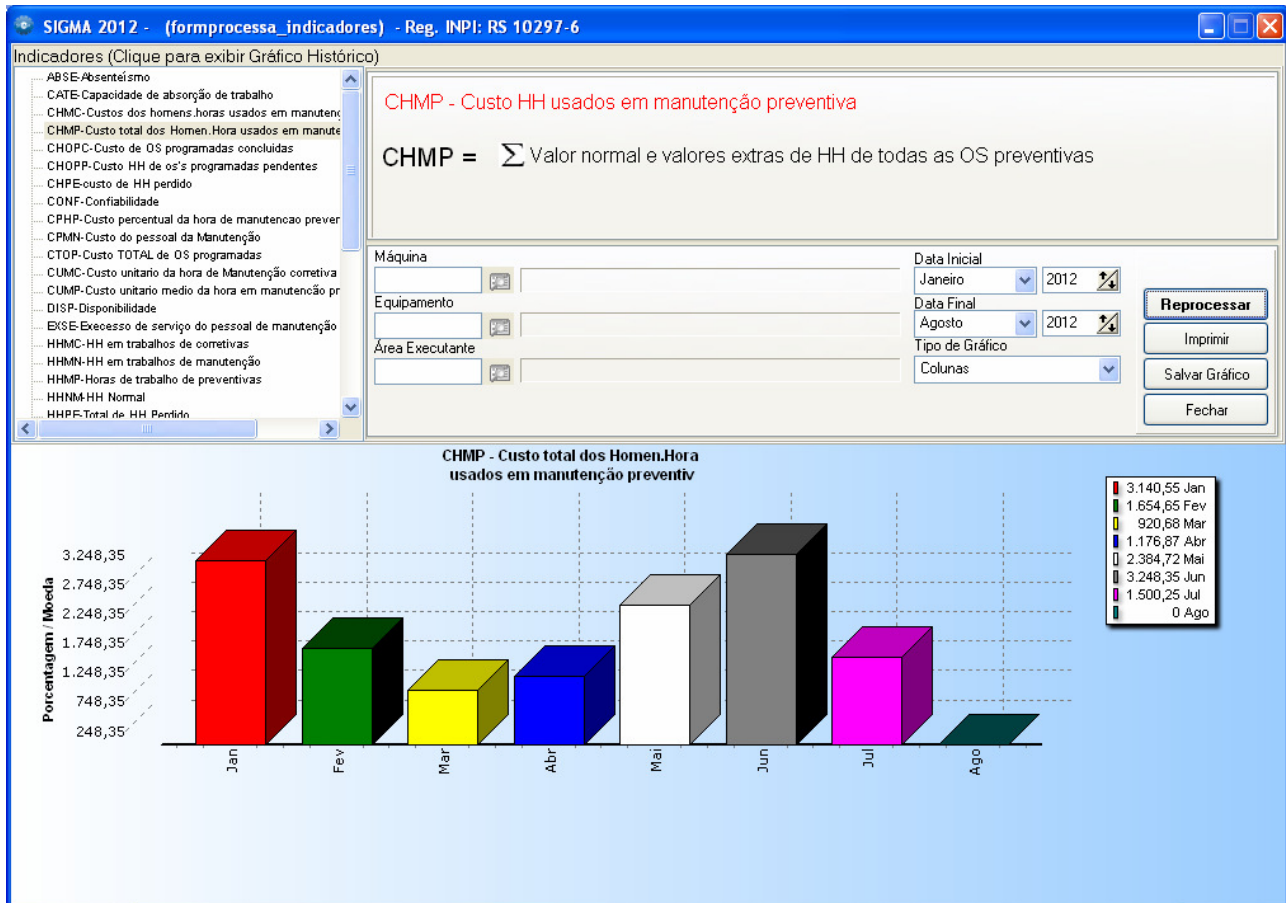 SIGMA 2012 - (formprocessa_indicadores) - Reg. INPI: RS 10297-6
Indicadores (Clique para exibir Gráfico Histórico)
ABSE-Absenteísmo
CATE-Capacidade de absorção de trabalho
CHMC-Custos dos homens.horas usados em manutenç
CHMP-Custo total dos Homen.Hora usados em manute
CHOPC-Custo de OS programadas concluidas
CHOPP-Custo HH de os's programadas pendentes
CHPE-custo de HH perdido
CONF-Confiabilidade
CPHP-Custo percentual da hora de manutencao prever
CPMN-Custo do pessoal da Manutenção
CTOP-Custo TOTAL de OS programadas
CUMC-Custo unitario da hora de Manutenção corretiva
CUMP-Custo unitario medio da hora em manutencão pr
DISP-Disponibilidade
EXSE-Execesso de serviço do pessoal de manutenção
HHMC-HH em trabalhos de corretivas
HHMN-HH em trabalhos de manutenção
HHMP-Horas de trabalho de preventivas
HHNM-HH Normal
HHPE-Total de HH Perdido
CHMP - Custo HH usados em manutenção preventiva
CHMP = Σ Valor normal e valores extras de HH de todas as OS preventivas
Máquina
Equipamento
Área Executante
Data Inicial
Janeiro 2012
Data Final
Agosto 2012
Tipo de Gráfico
Colunas
Reprocessar
Imprimir
Salvar Gráfico
Fechar
CHMP - Custo total dos Homen.Hora
usados em manutenção preventiv
Porcentagem / Moeda
3.248,35
2.748,35
2.248,35
1.748,35
1.248,35
748,35
248,35
Jan
Fev
Mar
Abr
Mai
Jun
Jul
Ago
3.140,55 Jan
1.654,65 Fev
920,68 Mar
1.176,87 Abr
2.384,72 Mai
3.248,35 Jun
1.500,25 Jul
0 Ago